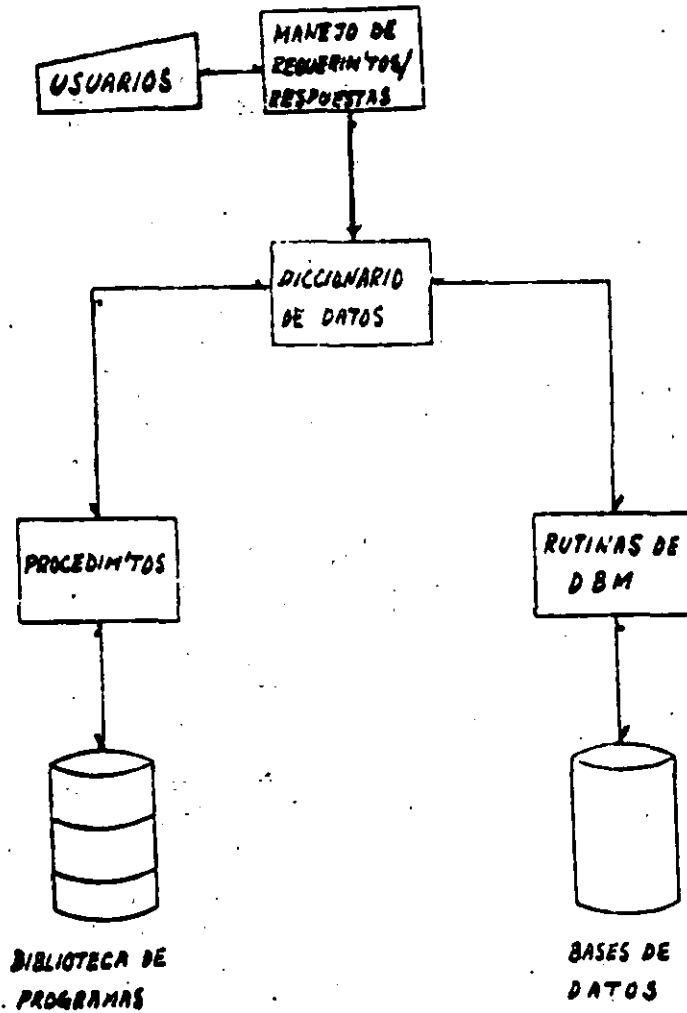 USUARIOS
MANEJO DE
REQUERIM'TOS/
RESPUESTAS
DICCIONARIO
DE DATOS
PROCEDIM'TOS
RUTINAS DE
DBM
BIBLIOTECA DE
PROGRAMAS
BASES DE
DATOS